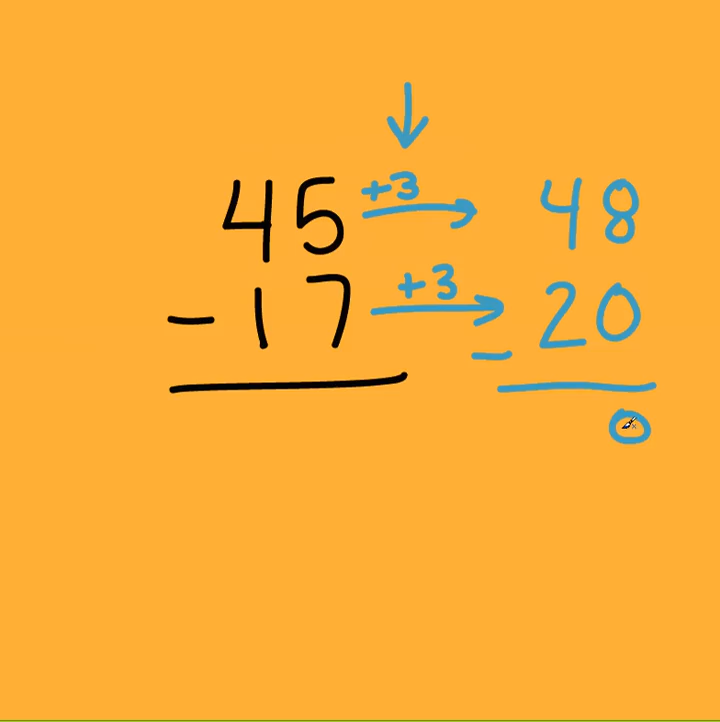 45 +3 → 48
- 17 +3 → - 20
0